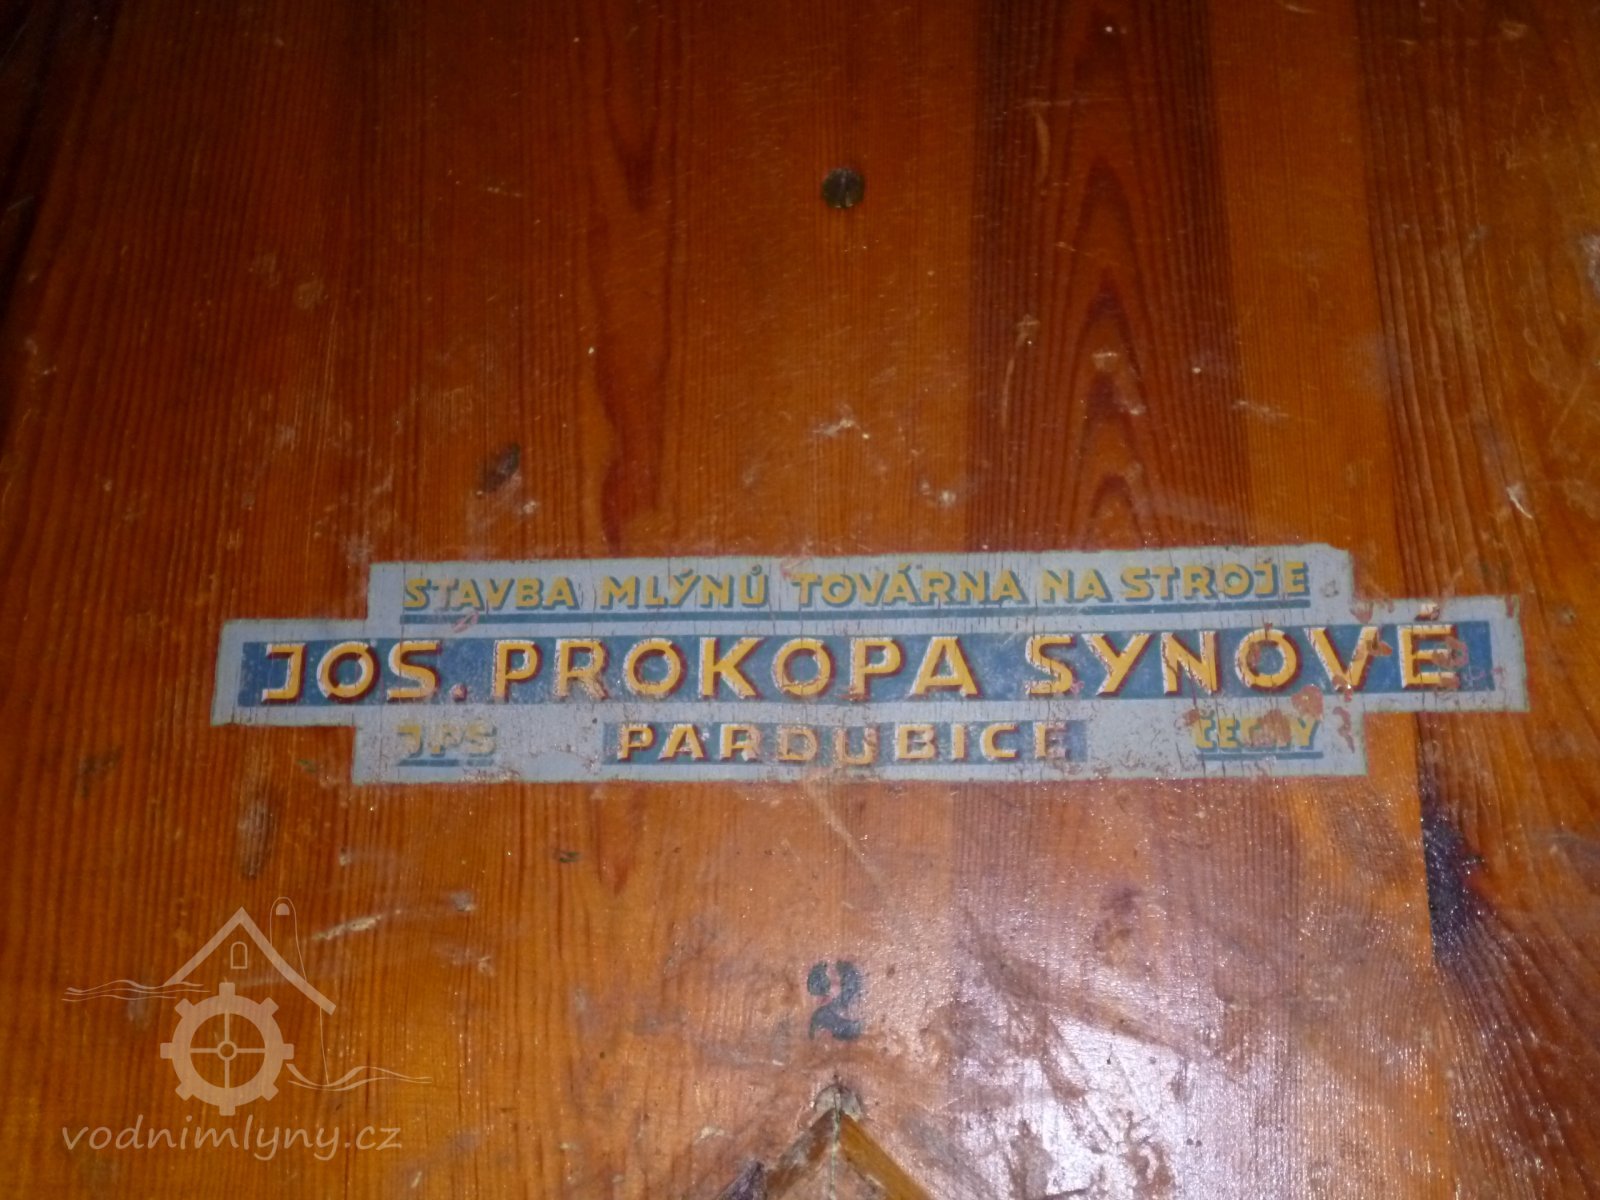 STAVBA MLÝNŮ TOVÁRNA NA STROJE
JOS. PROKOPA SYNOVÉ
JPS PARDUBICE ČECHY
2
vodnimlyny.cz